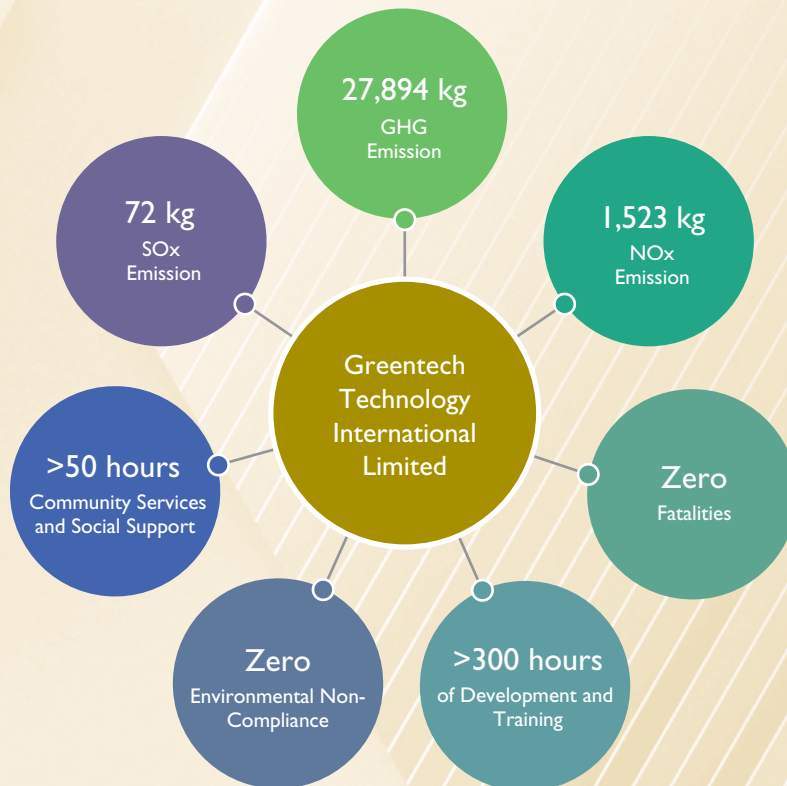 27,894 kg
GHG
Emission
72 kg
SOx
Emission
1,523 kg
NOx
Emission
Greentech
Technology
International
Limited
>50 hours
Community Services
and Social Support
Zero
Fatalities
Zero
Environmental Non-
Compliance
>300 hours
of Development and
Training